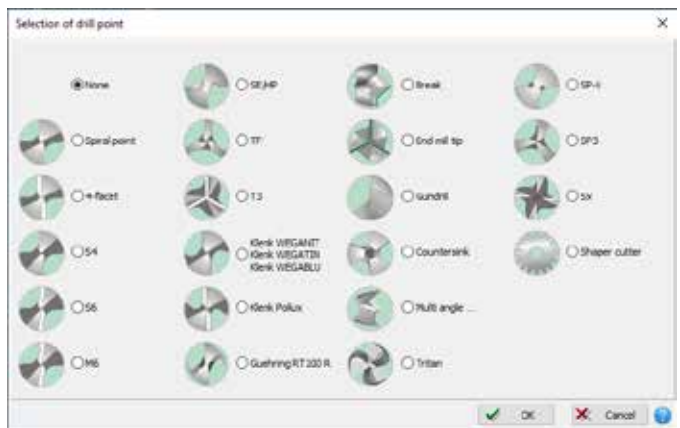 Selection of drill point
None
Spiral point
4-facet
S4
S6
M6
SE/HP
TF
T3
Klenk WEGANIT
Klenk WEGATIN
Klenk WEGABLU
Klenk Pollux
Guehring RT 100 R
Break
End mill tip
Gundrill
Countersink
Multi angle ...
Tritan
SP-1
SP3
SX
Shaper cutter
OK
Cancel